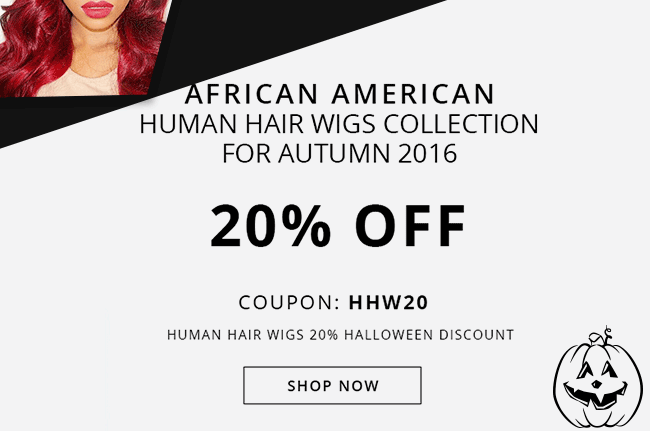 AFRICAN AMERICAN
HUMAN HAIR WIGS COLLECTION
FOR AUTUMN 2016
20% OFF
COUPON: HHW20
HUMAN HAIR WIGS 20% HALLOWEEN DISCOUNT
SHOP NOW